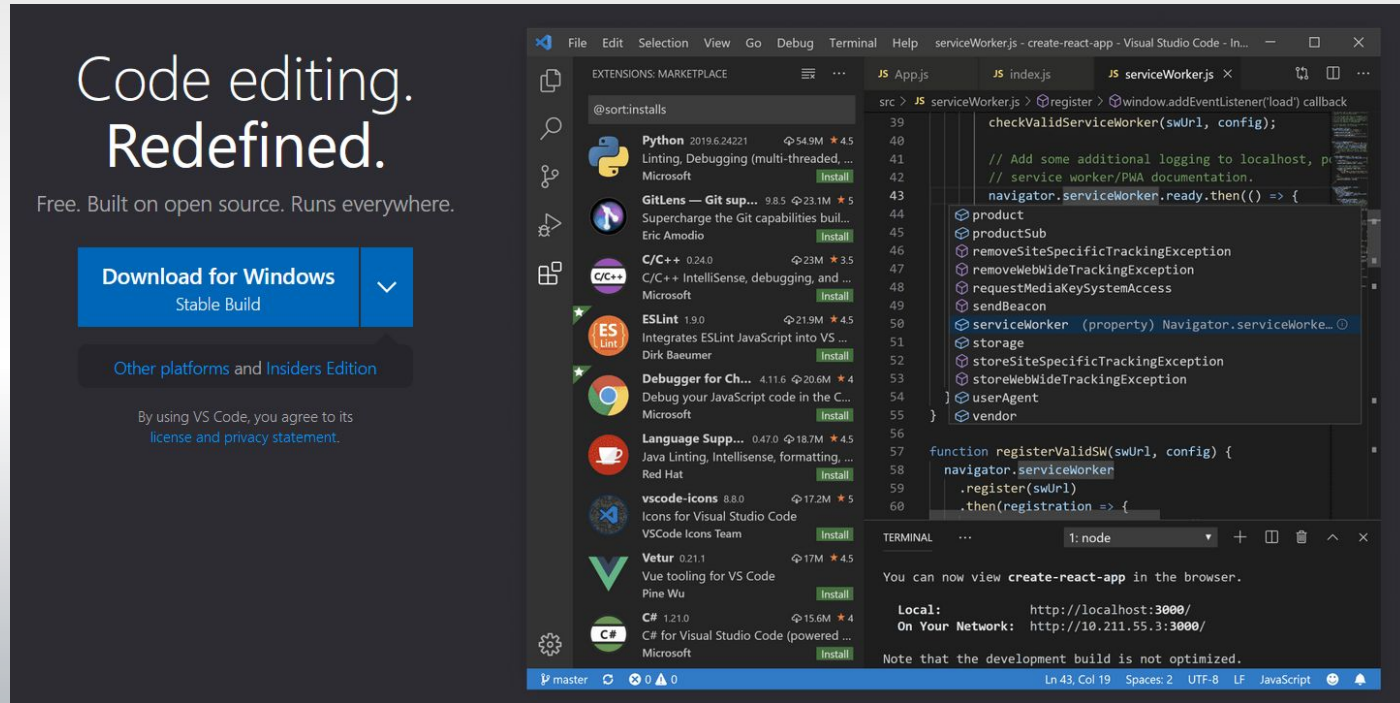 Code editing.
Redefined.
Free. Built on open source. Runs everywhere.
Download for Windows
Stable Build
Other platforms and Insiders Edition
By using VS Code, you agree to its
license and privacy statement.
File Edit Selection View Go Debug Terminal Help serviceWorker.js - create-react-app - Visual Studio Code - In...
EXTENSIONS: MARKETPLACE
@sort:installs
Python 2019.6.24221 54.9M ★ 4.5
Linting, Debugging (multi-threaded, ...
Microsoft Install
GitLens — Git sup... 9.8.5 23.1M ★ 5
Supercharge the Git capabilities buil...
Eric Amodio Install
C/C++
C/C++ 0.24.0 23M ★ 3.5
C/C++ IntelliSense, debugging, and ...
Microsoft Install
ES
Lint
ESLint 1.9.0 21.9M ★ 4.5
Integrates ESLint JavaScript into VS ...
Dirk Baeumer Install
Debugger for Ch... 4.11.6 20.6M ★ 4
Debug your JavaScript code in the C...
Microsoft Install
Language Supp... 0.47.0 18.7M ★ 4.5
Java Linting, Intellisense, formatting, ...
Red Hat Install
vscode-icons 8.8.0 17.2M ★ 5
Icons for Visual Studio Code
VSCode Icons Team Install
Vetur 0.21.1 17M ★ 4.5
Vue tooling for VS Code
Pine Wu Install
C#
C# 1.21.0 15.6M ★ 4
C# for Visual Studio Code (powered ...
Microsoft Install
JS App.js JS index.js JS serviceWorker.js ×
src > JS serviceWorker.js > register > window.addEventListener('load') callback
39 checkValidServiceWorker(swUrl, config);
40
41 // Add some additional logging to localhost, po
42 // service worker/PWA documentation.
43 navigator.serviceWorker.ready.then(() => {
44 product
45 productSub
46 removeSiteSpecificTrackingException
47 removeWebWideTrackingException
48 requestMediaKeySystemAccess
49 sendBeacon
50 serviceWorker (property) Navigator.serviceWorke...
51 storage
52 storeSiteSpecificTrackingException
53 storeWebWideTrackingException
54 } userAgent
55 } vendor
56
57 function registerValidSW(swUrl, config) {
58 navigator.serviceWorker
59 .register(swUrl)
60 .then(registration => {
TERMINAL ... 1: node
You can now view create-react-app in the browser.
Local: http://localhost:3000/
On Your Network: http://10.211.55.3:3000/
Note that the development build is not optimized.
master 0 0 Ln 43, Col 19 Spaces: 2 UTF-8 LF JavaScript